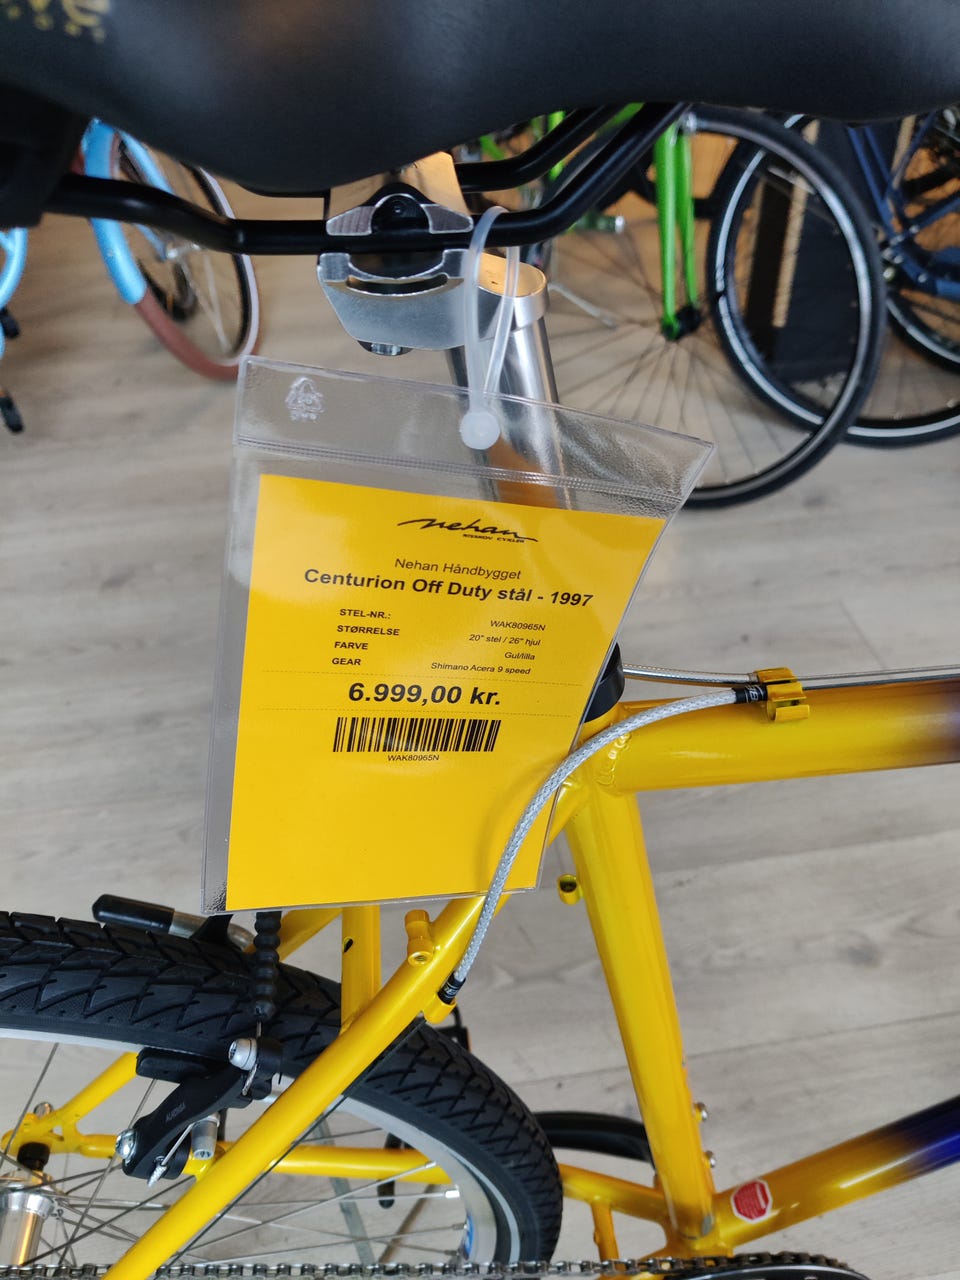 nehan
Nehan Håndbygget
Centurion Off Duty stål - 1997
STEL-NR.: WAK80965N
STØRRELSE 20" stel / 26" hjul
FARVE Gul/lilla
GEAR Shimano Acera 9 speed
6.999,00 kr.
WAK80965N